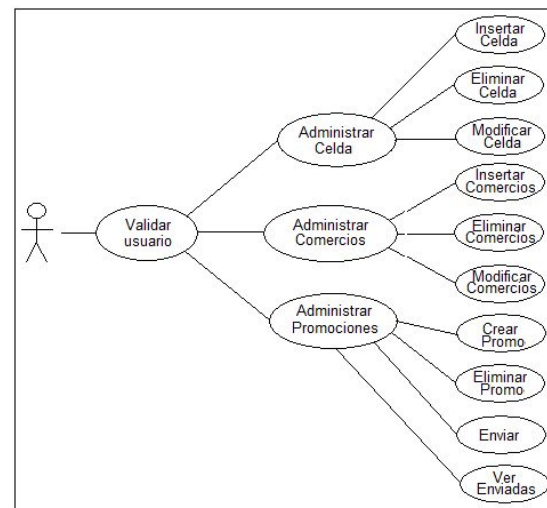 Insertar
Celda
Eliminar
Celda
Administrar
Celda
Modificar
Celda
Insertar
Comercios
Validar
usuario
Administrar
Comercios
Eliminar
Comercios
Modificar
Comercios
Administrar
Promociones
Crear
Promo
Eliminar
Promo
Enviar
Ver
Enviadas